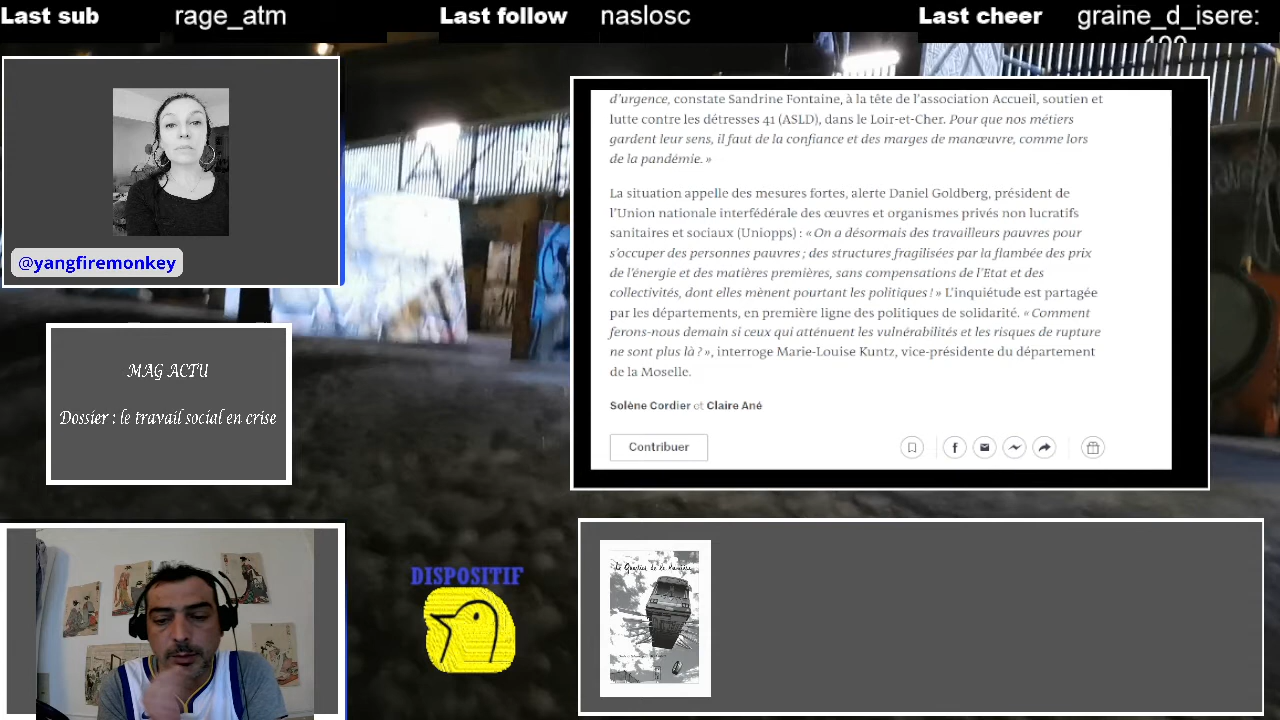 Last sub
rage_atm
Last follow
naslosc
Last cheer
graine_d_isere:
@yangfiremonkey
MAG ACTU
Dossier : le travail social en crise
d'urgence, constate Sandrine Fontaine, à la tête de l'association Accueil, soutien et
lutte contre les détresses 41 (ASLD), dans le Loir-et-Cher. Pour que nos métiers
gardent leur sens, il faut de la confiance et des marges de manœuvre, comme lors
de la pandémie. »
La situation appelle des mesures fortes, alerte Daniel Goldberg, président de
l'Union nationale interfédérale des œuvres et organismes privés non lucratifs
sanitaires et sociaux (Uniopps) : « On a désormais des travailleurs pauvres pour
s'occuper des personnes pauvres ; des structures fragilisées par la flambée des prix
de l'énergie et des matières premières, sans compensations de l'Etat et des
collectivités, dont elles mènent pourtant les politiques ! » L'inquiétude est partagée
par les départements, en première ligne des politiques de solidarité. « Comment
ferons-nous demain si ceux qui atténuent les vulnérabilités et les risques de rupture
ne sont plus là ? », interroge Marie-Louise Kuntz, vice-présidente du département
de la Moselle.
Solène Cordier et Claire Ané
Contribuer
DISPOSITIF